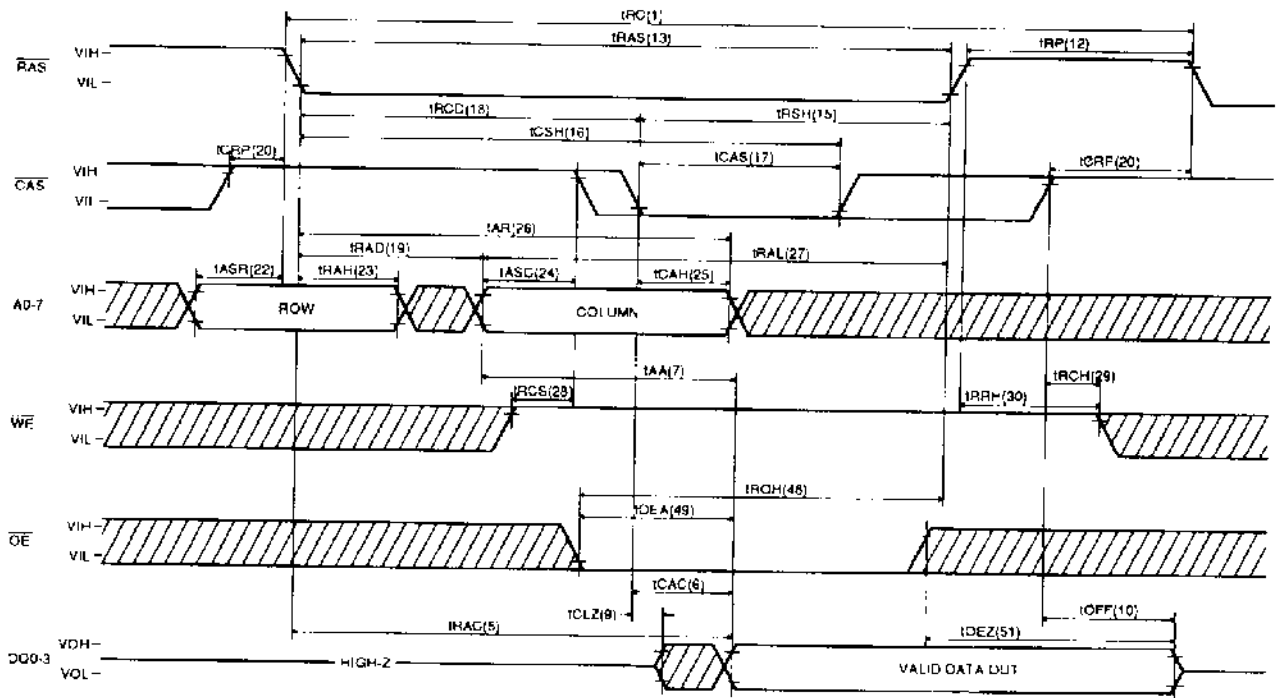 tRC(1)
tRAS(13)
tRP(12)
RAS
VIH
VIL
tRCD(18)
tRSH(15)
tCSH(16)
tCRP(20)
tCAS(17)
tCRP(20)
CAS
VIH
VIL
tAR(26)
tRAD(19)
tRAL(27)
tASR(22)
tRAH(23)
tASC(24)
tCAH(25)
A0-7
VIH
VIL
ROW
COLUMN
tAA(7)
tRCS(28)
tRCH(29)
tRRH(30)
WE
VIH
VIL
tROH(48)
tOEA(49)
OE
VIH
VIL
tCAC(6)
tCLZ(9)
tOFF(10)
tRAC(5)
tOEZ(51)
DQ0-3
VOH
VOL
HIGH-Z
VALID DATA OUT